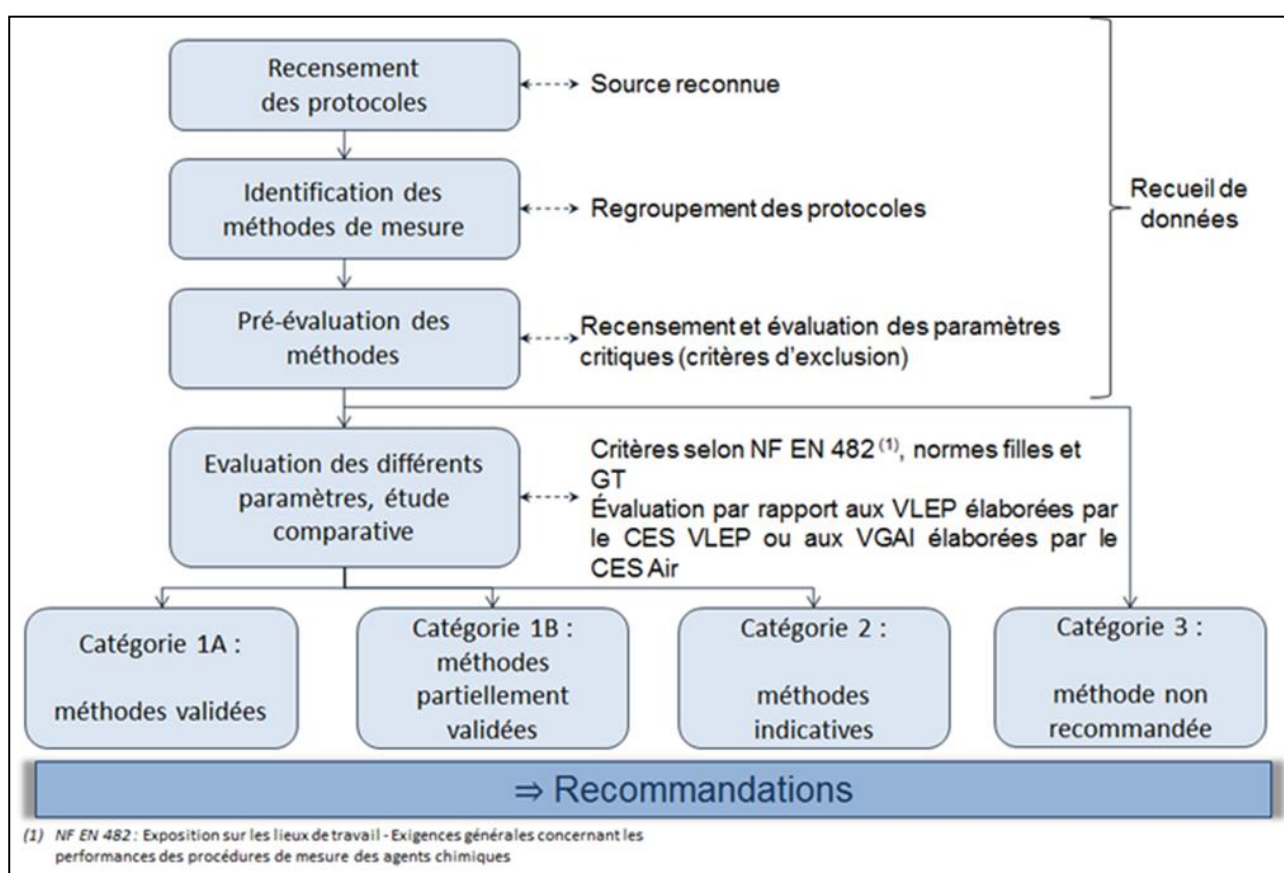 Recensement
des protocoles
Source reconnue
Identification des
méthodes de mesure
Regroupement des protocoles
Recueil de
données
Pré-évaluation des
méthodes
Recensement et évaluation des paramètres
critiques (critères d'exclusion)
Evaluation des différents
paramètres, étude
comparative
Critères selon NF EN 482 (1), normes filles et
GT
Évaluation par rapport aux VLEP élaborées par
le CES VLEP ou aux VGAI élaborées par le
CES Air
Catégorie 1A :
méthodes validées
Catégorie 1B :
méthodes
partiellement
validées
Catégorie 2 :
méthodes
indicatives
Catégorie 3 :
méthode non
recommandée
⇒ Recommandations
(1) NF EN 482 : Exposition sur les lieux de travail - Exigences générales concernant les
performances des procédures de mesure des agents chimiques